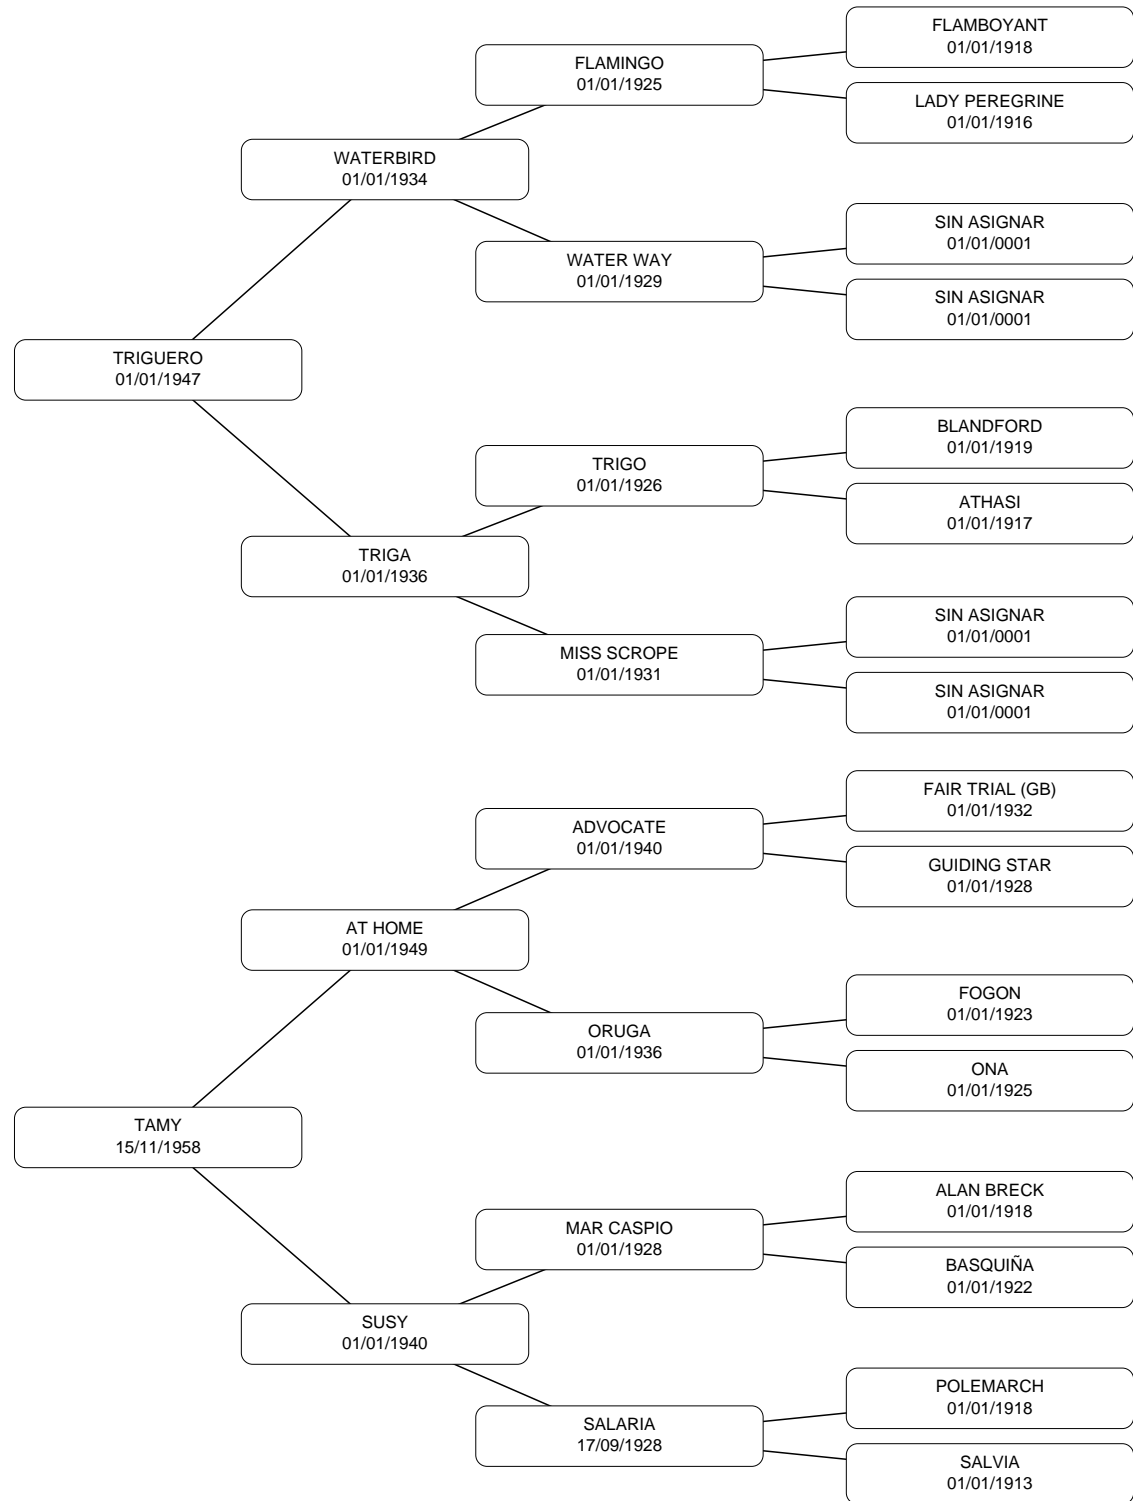 FLAMBOYANT
01/01/1918
FLAMINGO
01/01/1925
LADY PEREGRINE
01/01/1916
WATERBIRD
01/01/1934
SIN ASIGNAR
01/01/0001
WATER WAY
01/01/1929
SIN ASIGNAR
01/01/0001
TRIGUERO
01/01/1947
BLANDFORD
01/01/1919
TRIGO
01/01/1926
ATHASI
01/01/1917
TRIGA
01/01/1936
SIN ASIGNAR
01/01/0001
MISS SCROPE
01/01/1931
SIN ASIGNAR
01/01/0001
FAIR TRIAL (GB)
01/01/1932
ADVOCATE
01/01/1940
GUIDING STAR
01/01/1928
AT HOME
01/01/1949
FOGON
01/01/1923
ORUGA
01/01/1936
ONA
01/01/1925
TAMY
15/11/1958
ALAN BRECK
01/01/1918
MAR CASPIO
01/01/1928
BASQUIÑA
01/01/1922
SUSY
01/01/1940
POLEMARCH
01/01/1918
SALARIA
17/09/1928
SALVIA
01/01/1913